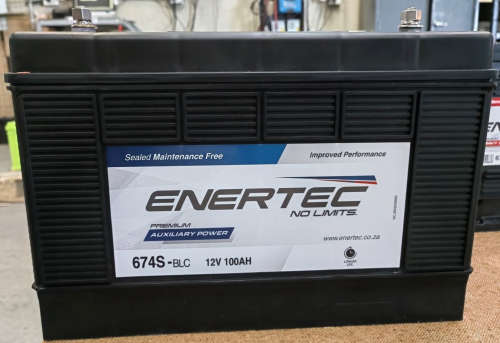 Sealed Maintenance Free
Improved Performance
ENERTEC
NO LIMITS.
PREMIUM
AUXILIARY POWER
www.enertec.co.za
674S-BLC 12V 100AH